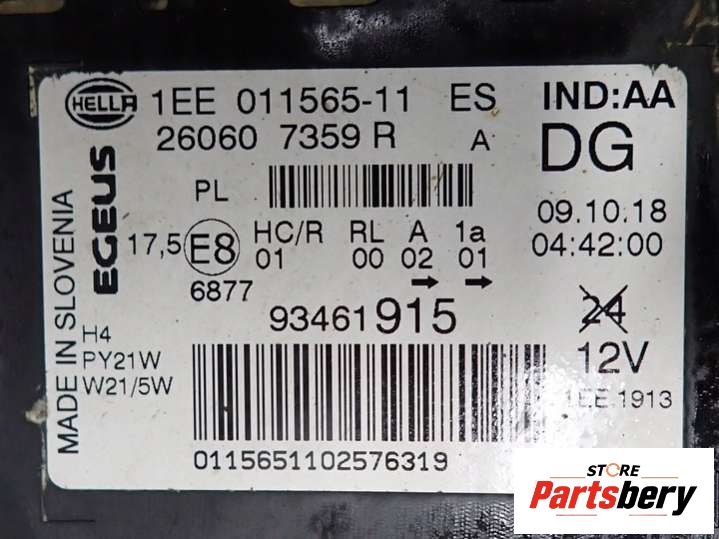 HELLA 1EE 011565-11 ES IND:AA
26060 7359 R A DG
PL
09.10.18
04:42:00
17,5 E8 HC/R RL A 1a
01 00 02 01
6877
93461915
24
12V
H4
PY21W
W21/5W
1EE.1913
0115651102576319
MADE IN SLOVENIA
EGEUS
STORE
Partsbery